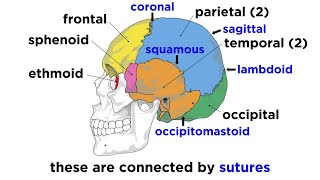 coronal
frontal
parietal (2)
sagittal
sphenoid
squamous
temporal (2)
ethmoid
lambdoid
occipital
occipitomastoid
these are connected by sutures